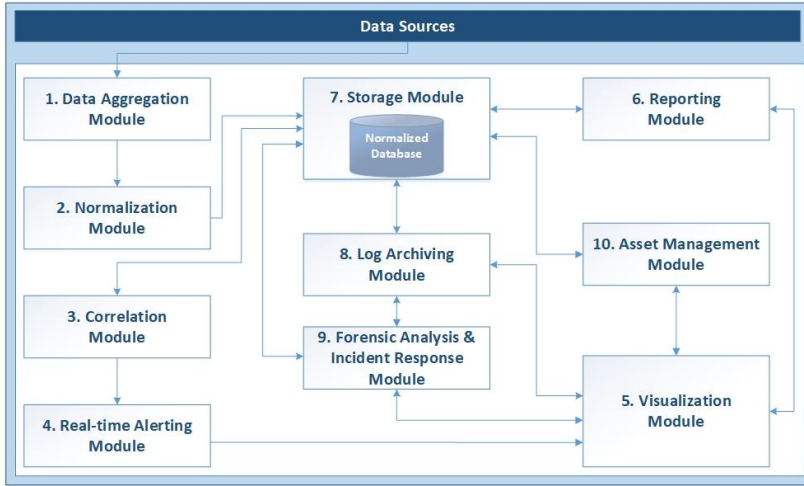 Data Sources
1. Data Aggregation
Module
2. Normalization
Module
3. Correlation
Module
4. Real-time Alerting
Module
7. Storage Module
Normalized
Database
8. Log Archiving
Module
9. Forensic Analysis &
Incident Response
Module
6. Reporting
Module
10. Asset Management
Module
5. Visualization
Module